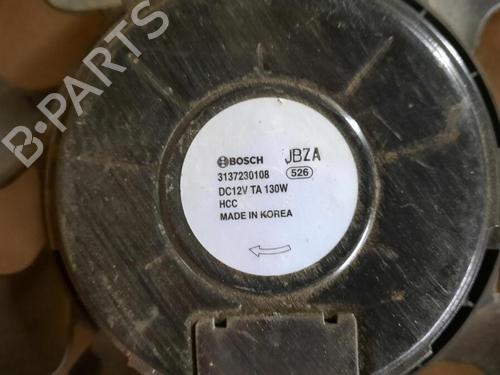 B-PARTS
BOSCH JBZA
3137230108 526
DC12V TA 130W
HCC
MADE IN KOREA